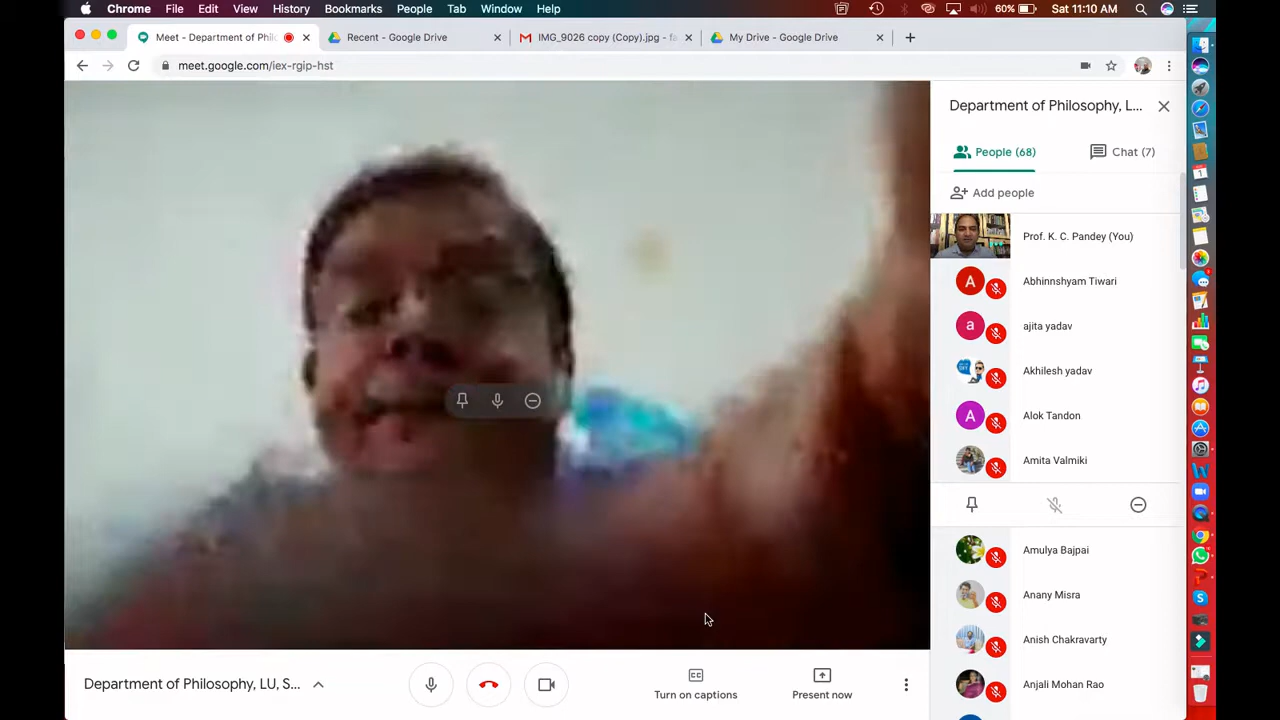 Chrome File Edit View History Bookmarks People Tab Window Help 60% Sat 11:10 AM
Meet - Department of Phil
Recent - Google Drive
IMG_9026 copy (Copy).jpg - fa
My Drive - Google Drive
meet.google.com/iex-rgip-hst
Department of Philosophy, L...
People (68)
Chat (7)
Add people
Prof. K. C. Pandey (You)
A Abhinnshyam Tiwari
a ajita yadav
Akhilesh yadav
A Alok Tandon
Amita Valmiki
Amulya Bajpai
Anany Misra
Anish Chakravarty
Anjali Mohan Rao
Department of Philosophy, LU, S...
Turn on captions
Present now